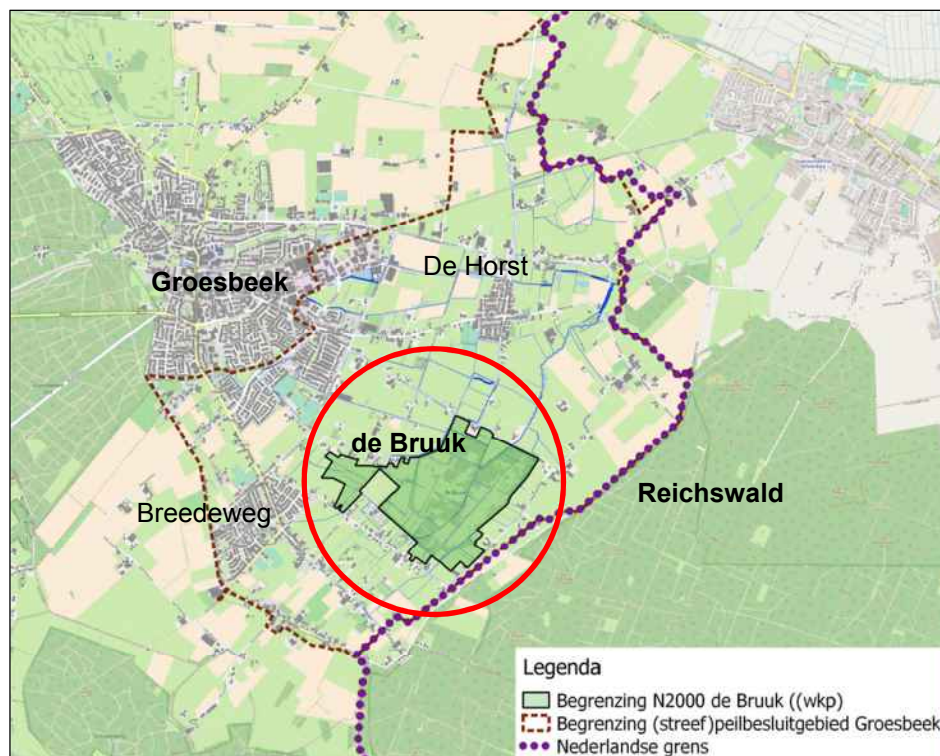 De Horst
Groesbeek
de Bruuk
Reichswald
Breedeweg
Legenda
Begrenzing N2000 de Bruuk ((wkp)
Begrenzing (streef)peilbesluitgebied Groesbeek
Nederlandse grens